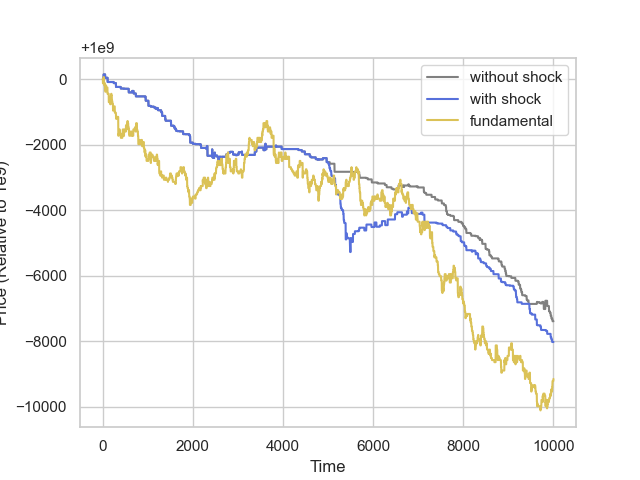 +1e9
without shock
with shock
fundamental
0
−2000
−4000
−6000
−8000
−10000
Price (Relative to 1e9)
0 2000 4000 6000 8000 10000
Time